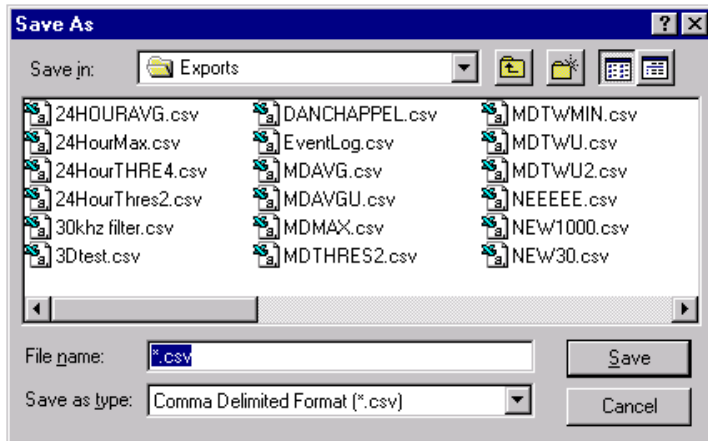 Save As
Save in: Exports
24HOURAVG.csv DANCHAPPEL.csv MDTWMIN.csv
24HourMax.csv EventLog.csv MDTWU.csv
24HourTHRE4.csv MDAVG.csv MDTWU2.csv
24HourThres2.csv MDAVGU.csv NEEEEE.csv
30khz filter.csv MDMAX.csv NEW1000.csv
3Dtest.csv MDTHRES2.csv NEW30.csv
File name: *.csv Save
Save as type: Comma Delimited Format (*.csv) Cancel